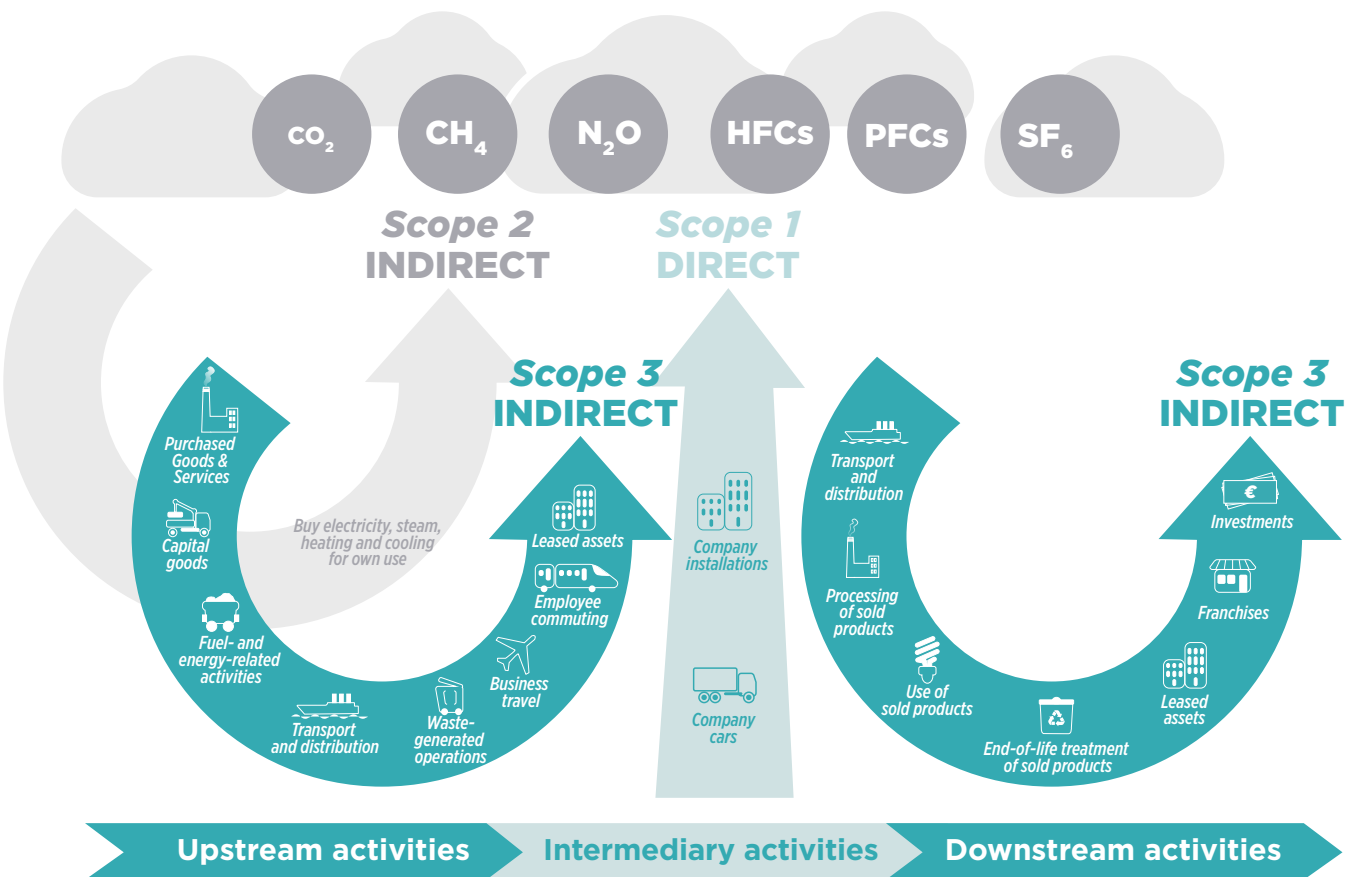 CO₂
CH₄
N₂O
HFCs
PFCs
SF₆
Scope 2
INDIRECT
Scope 1
DIRECT
Scope 3
INDIRECT
Scope 3
INDIRECT
Purchased
Goods &
Services
Capital
goods
Fuel- and
energy-related
activities
Transport
and distribution
Waste-
generated
operations
Business
travel
Employee
commuting
Leased assets
Buy electricity, steam,
heating and cooling
for own use
Company
installations
Company
cars
Transport
and
distribution
Processing
of sold
products
Use of
sold products
End-of-life treatment
of sold products
Leased
assets
Franchises
€
Investments
Upstream activities
Intermediary activities
Downstream activities